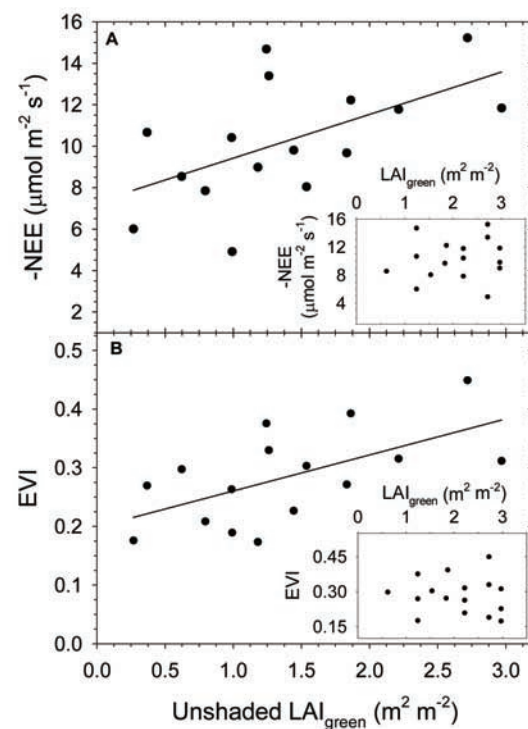 A
-NEE (μmol m⁻² s⁻¹)
16
14
12
10
8
6
4
2
LAIgreen (m² m⁻²)
0 1 2 3
-NEE
(μmol m⁻² s⁻¹)
16
12
8
4
B
EVI
0.5
0.4
0.3
0.2
0.1
0.0
LAIgreen (m² m⁻²)
0 1 2 3
EVI
0.45
0.30
0.15
0.0 0.5 1.0 1.5 2.0 2.5 3.0
Unshaded LAIgreen (m² m⁻²)